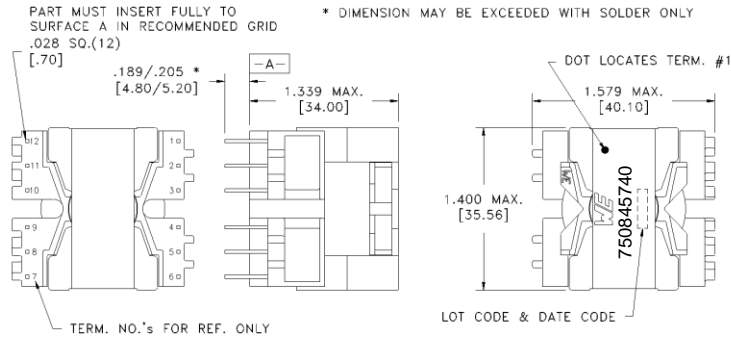 PART MUST INSERT FULLY TO
SURFACE A IN RECOMMENDED GRID
.028 SQ.(12)
[.70]
* DIMENSION MAY BE EXCEEDED WITH SOLDER ONLY
.189/.205 *
[4.80/5.20]
-A-
1.339 MAX.
[34.00]
DOT LOCATES TERM. #1
1.579 MAX.
[40.10]
12
11
10
9
8
7
1
2
3
4
5
6
1.400 MAX.
[35.56]
WE
WE
750845740
TERM. NO.'s FOR REF. ONLY
LOT CODE & DATE CODE